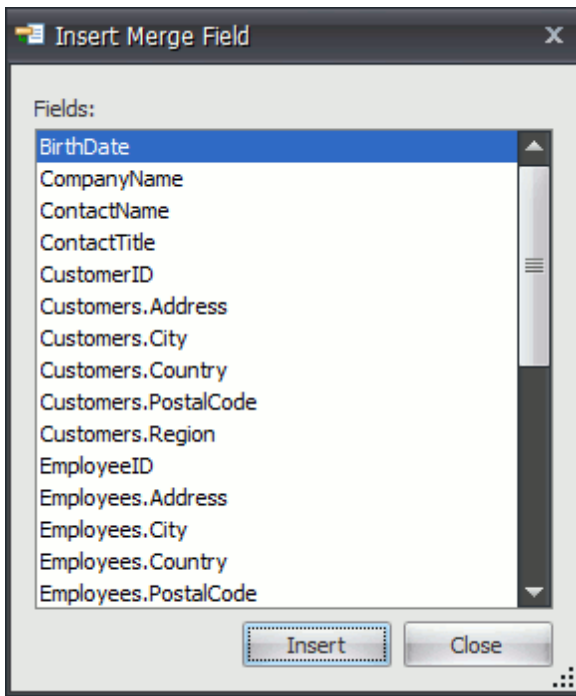 Insert Merge Field
x
Fields:
BirthDate
CompanyName
ContactName
ContactTitle
CustomerID
Customers.Address
Customers.City
Customers.Country
Customers.PostalCode
Customers.Region
EmployeeID
Employees.Address
Employees.City
Employees.Country
Employees.PostalCode
Insert Close